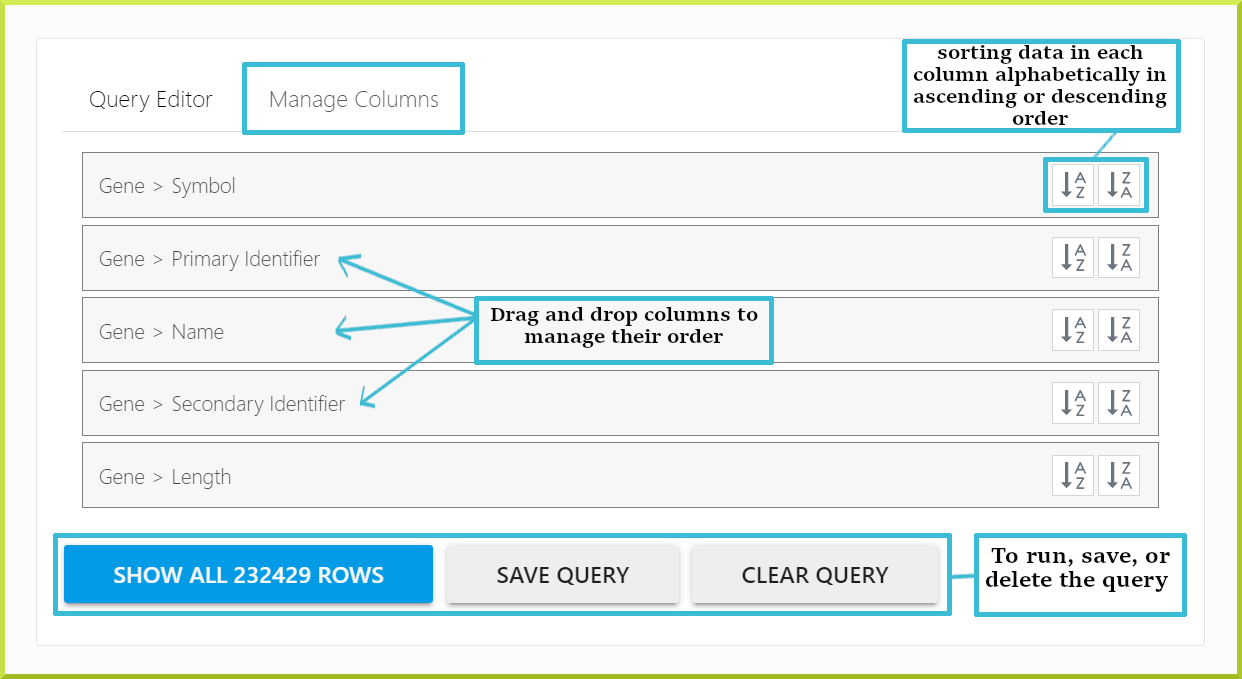 sorting data in each
column alphabetically in
ascending or descending
order
Query Editor
Manage Columns
Gene > Symbol
A
Z
Z
A
Gene > Primary Identifier
A
Z
Z
A
Gene > Name
A
Z
Z
A
Drag and drop columns to
manage their order
Gene > Secondary Identifier
A
Z
Z
A
Gene > Length
A
Z
Z
A
SHOW ALL 232429 ROWS
SAVE QUERY
CLEAR QUERY
To run, save, or
delete the query